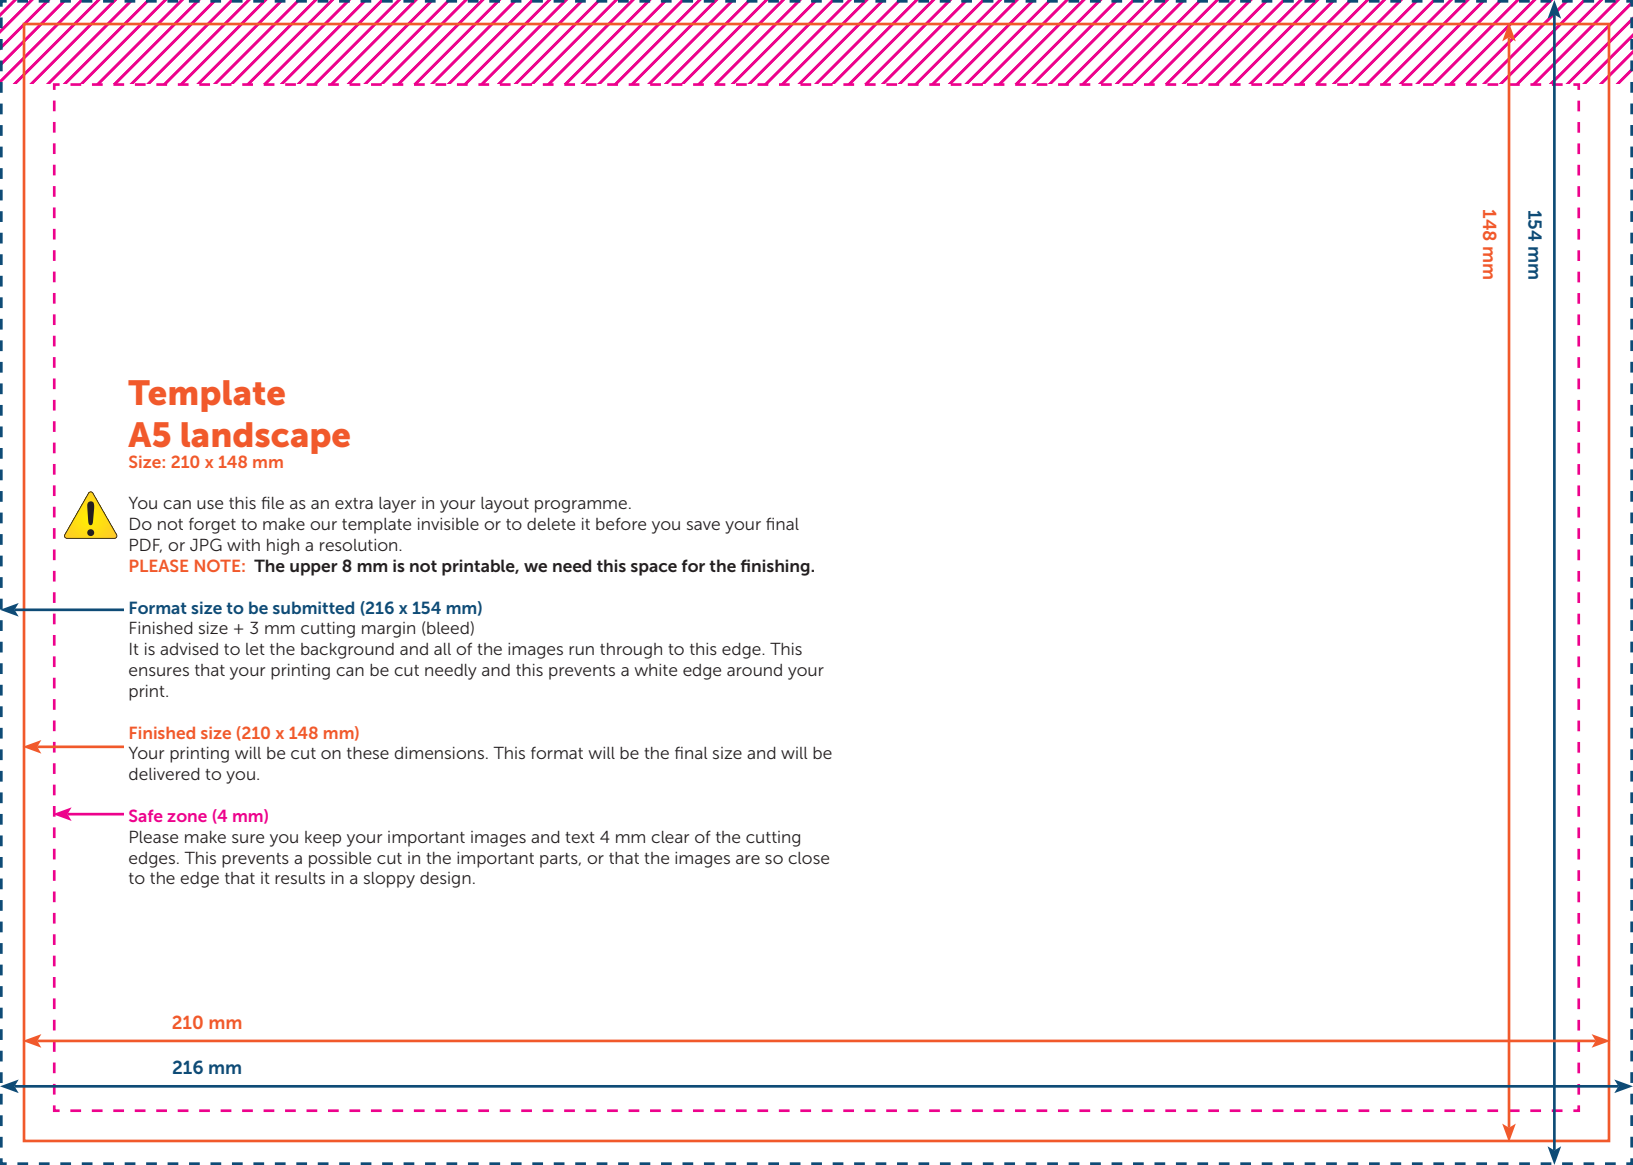 148 mm
154 mm
Template
A5 landscape
Size: 210 x 148 mm
You can use this file as an extra layer in your layout programme.
Do not forget to make our template invisible or to delete it before you save your final
PDF, or JPG with high a resolution.
PLEASE NOTE: The upper 8 mm is not printable, we need this space for the finishing.
Format size to be submitted (216 x 154 mm)
Finished size + 3 mm cutting margin (bleed)
It is advised to let the background and all of the images run through to this edge. This
ensures that your printing can be cut needly and this prevents a white edge around your
print.
Finished size (210 x 148 mm)
Your printing will be cut on these dimensions. This format will be the final size and will be
delivered to you.
Safe zone (4 mm)
Please make sure you keep your important images and text 4 mm clear of the cutting
edges. This prevents a possible cut in the important parts, or that the images are so close
to the edge that it results in a sloppy design.
210 mm
216 mm